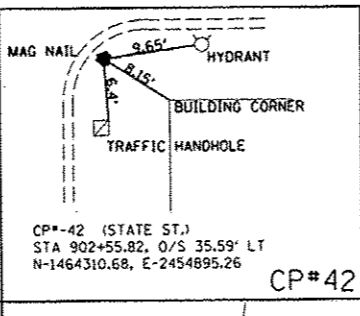 MAG NAIL
9.65'
HYDRANT
8.15'
6.4'
BUILDING CORNER
TRAFFIC HANDHOLE
CP#-42 (STATE ST.)
STA 902+55.82, O/S 35.59' LT
N-1464310.68, E-2454895.26
CP#42